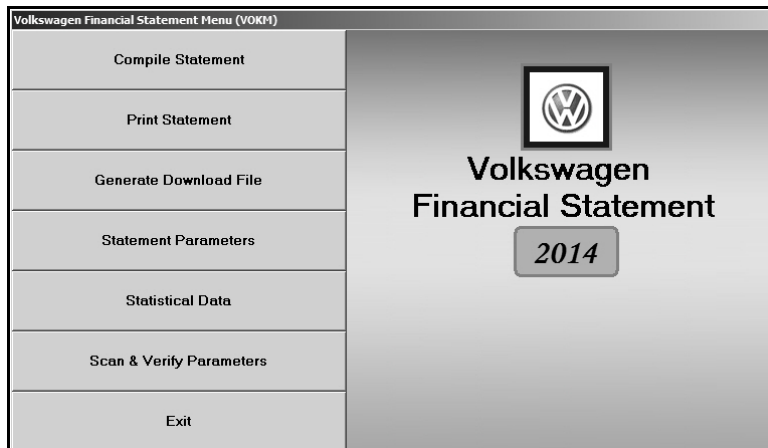 Volkswagen Financial Statement Menu (VOKM)
Compile Statement
Print Statement
Generate Download File
Statement Parameters
Statistical Data
Scan & Verify Parameters
Exit
Volkswagen
Financial Statement
2014